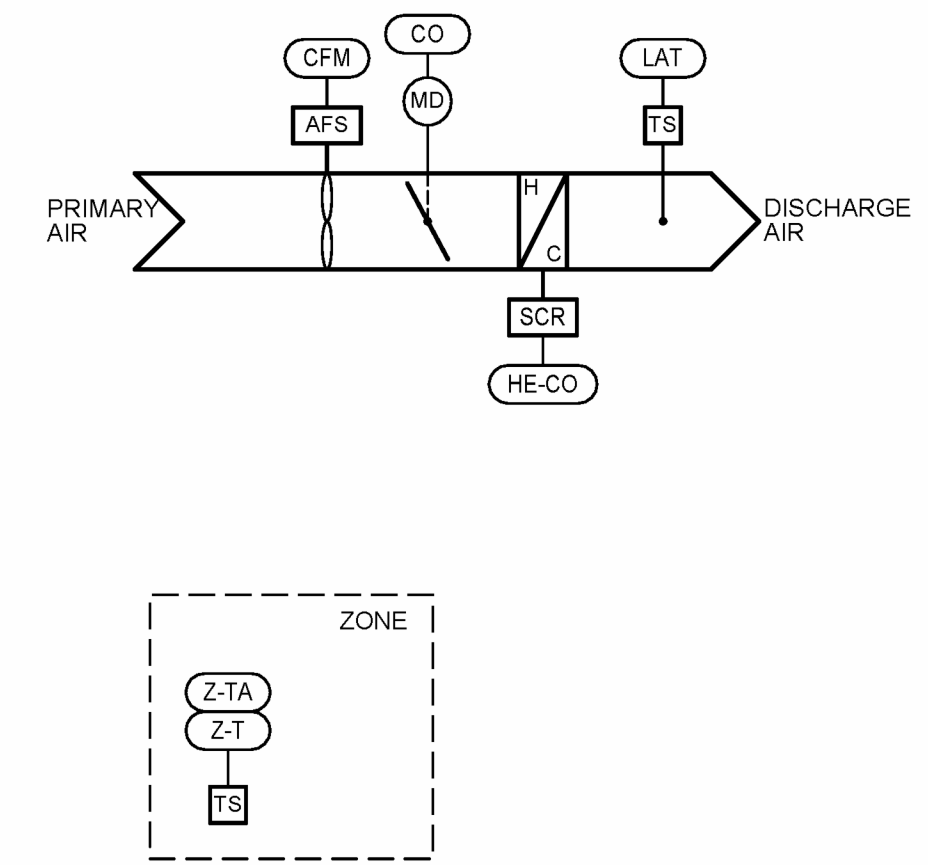 CO
CFM
LAT
MD
AFS
TS
H
PRIMARY
AIR
DISCHARGE
AIR
C
SCR
HE-CO
ZONE
Z-TA
Z-T
TS